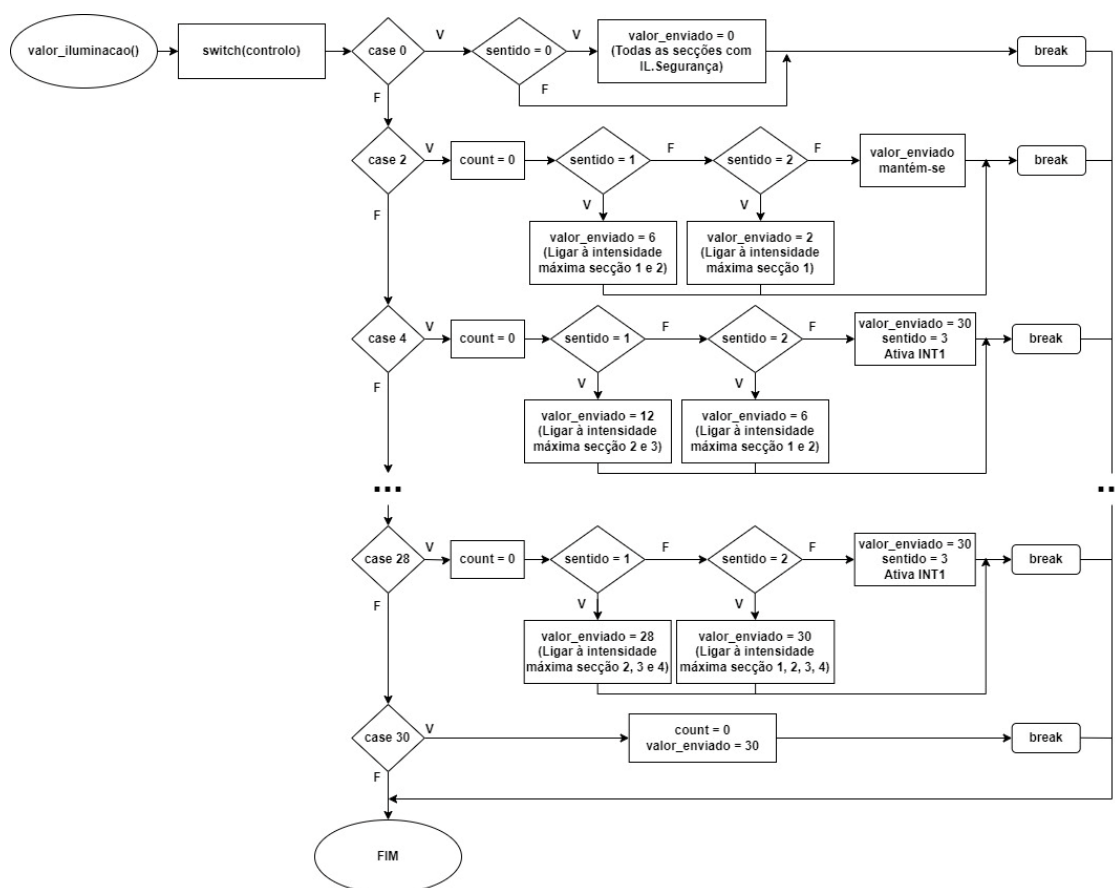 valor_iluminacao()
switch(controlo)
case 0
V
sentido = 0
V
valor_enviado = 0
(Todas as secções com
IL.Segurança)
break
F
F
case 2
V
count = 0
sentido = 1
F
sentido = 2
F
valor_enviado
mantém-se
break
F
V
valor_enviado = 6
(Ligar à intensidade
máxima secção 1 e 2)
V
valor_enviado = 2
(Ligar à intensidade
máxima secção 1)
case 4
V
count = 0
sentido = 1
F
sentido = 2
F
valor_enviado = 30
sentido = 3
Ativa INT1
break
F
V
valor_enviado = 12
(Ligar à intensidade
máxima secção 2 e 3)
V
valor_enviado = 6
(Ligar à intensidade
máxima secção 1 e 2)
...
..
case 28
V
count = 0
sentido = 1
F
sentido = 2
F
valor_enviado = 30
sentido = 3
Ativa INT1
break
F
V
valor_enviado = 28
(Ligar à intensidade
máxima secção 2, 3 e 4)
V
valor_enviado = 30
(Ligar à intensidade
máxima secção 1, 2, 3, 4)
case 30
V
count = 0
valor_enviado = 30
break
F
FIM